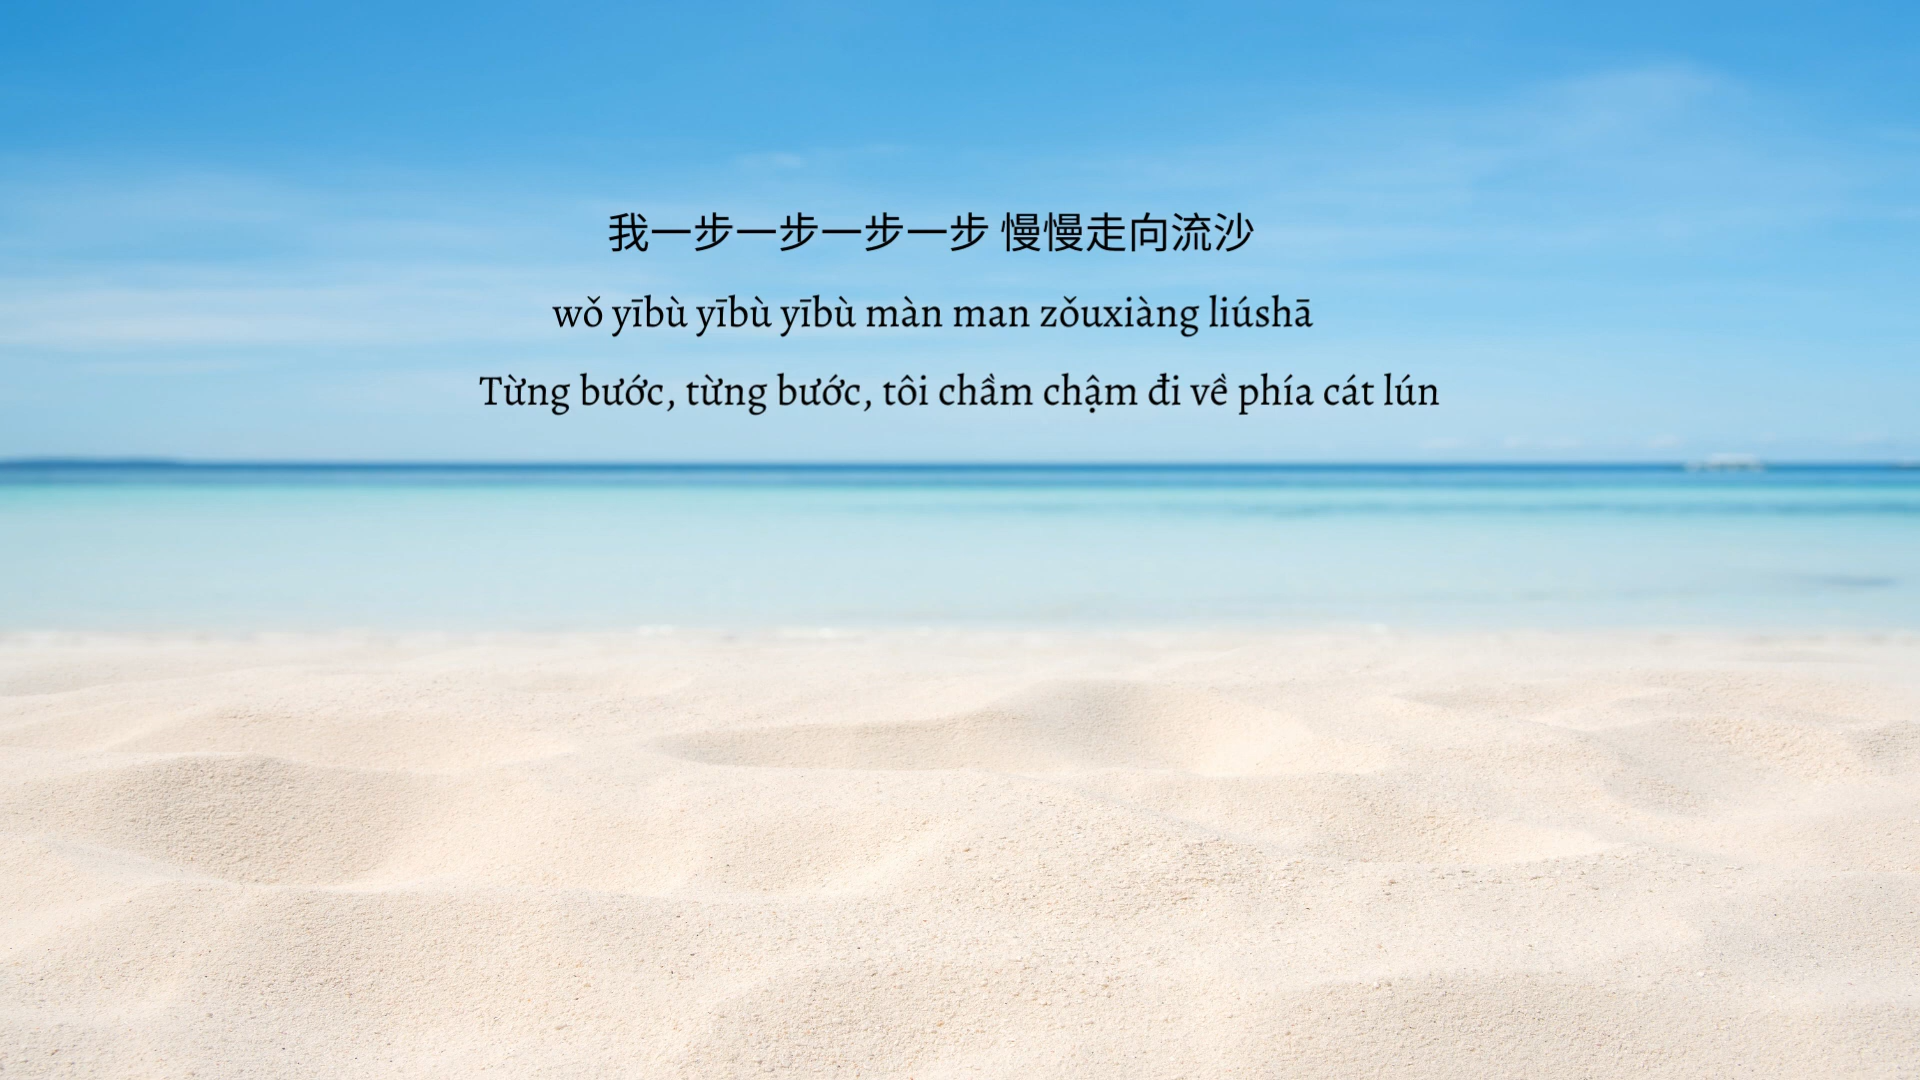 我一步一步一步一步 慢慢走向流沙
wǒ yībù yībù yībù màn man zǒuxiàng liúshā
Từng bước, từng bước, tôi chầm chậm đi về phía cát lún